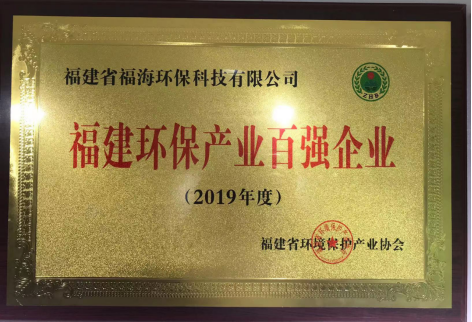 福建省福海环保科技有限公司
福建环保产业百强企业
（2019年度）
福建省环境保护产业协会